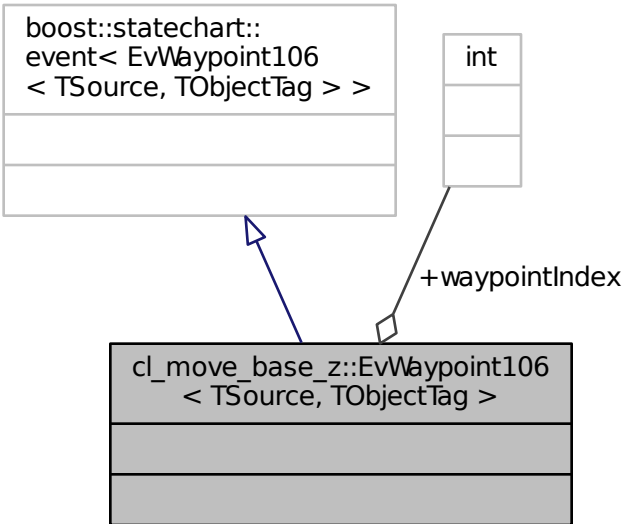 boost::statechart::
event< EvWaypoint106
< TSource, TObjectTag > >
int
+waypointIndex
cl_move_base_z::EvWaypoint106
< TSource, TObjectTag >